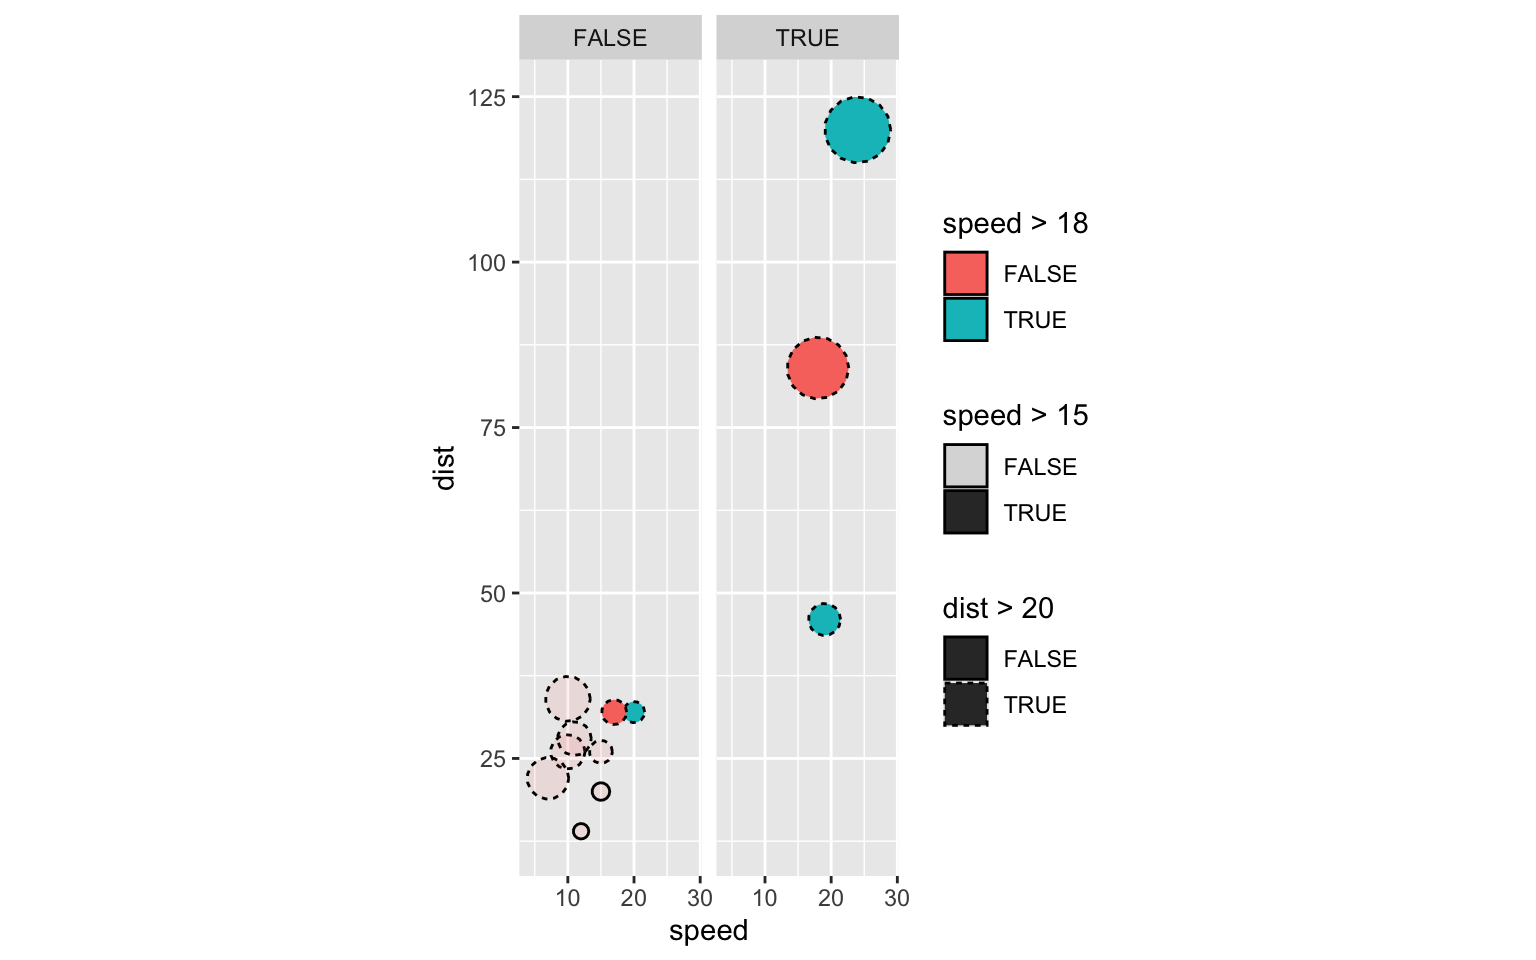 FALSE
TRUE
125
100
75
50
25
dist
10
20
30
10
20
30
speed
speed > 18
FALSE
TRUE
speed > 15
FALSE
TRUE
dist > 20
FALSE
TRUE